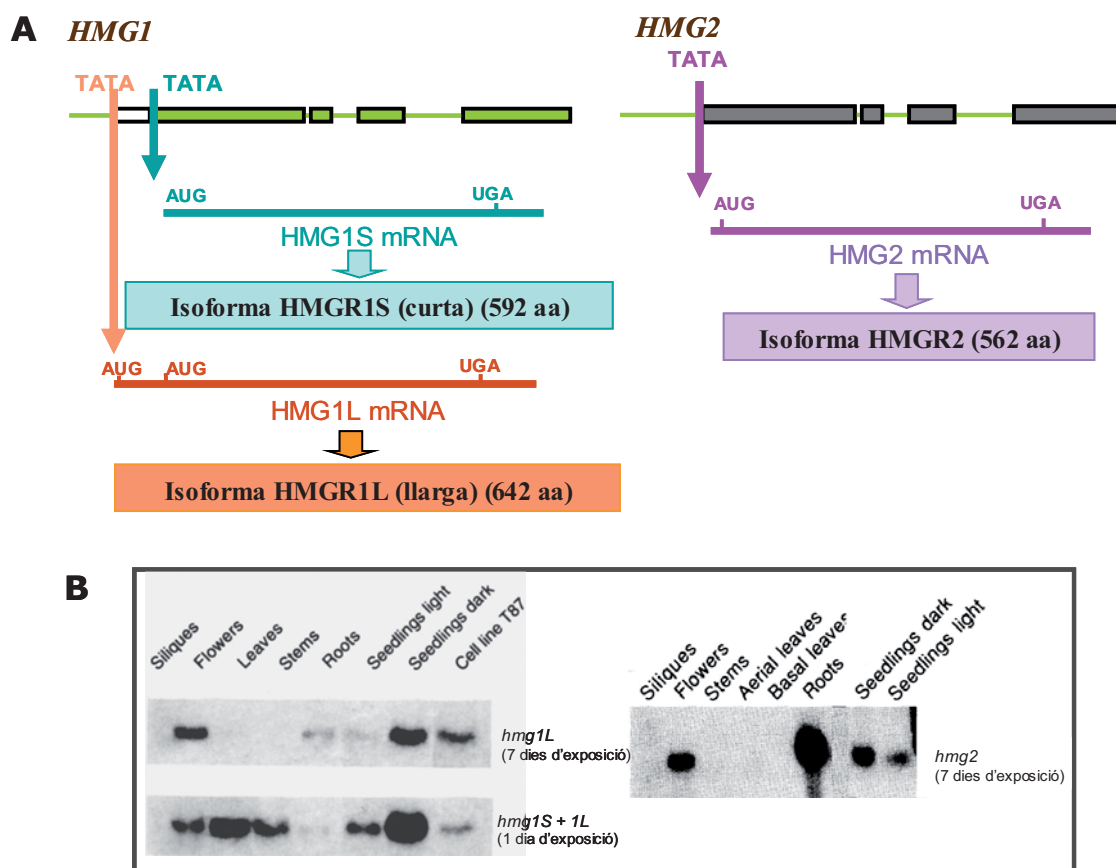 A
HMG1
TATA
TATA
AUG
UGA
HMG1S mRNA
Isoforma HMGR1S (curta) (592 aa)
AUG
AUG
UGA
HMG1L mRNA
Isoforma HMGR1L (llarga) (642 aa)
HMG2
TATA
AUG
UGA
HMG2 mRNA
Isoforma HMGR2 (562 aa)
B
Siliques
Flowers
Leaves
Stems
Roots
Seedlings light
Seedlings dark
Cell line T87
hmg1L
(7 dies d'exposició)
hmg1S + 1L
(1 dia d'exposició)
Siliques
Flowers
Stems
Aerial leaves
Basal leaves
Roots
Seedlings dark
Seedlings light
hmg2
(7 dies d'exposició)